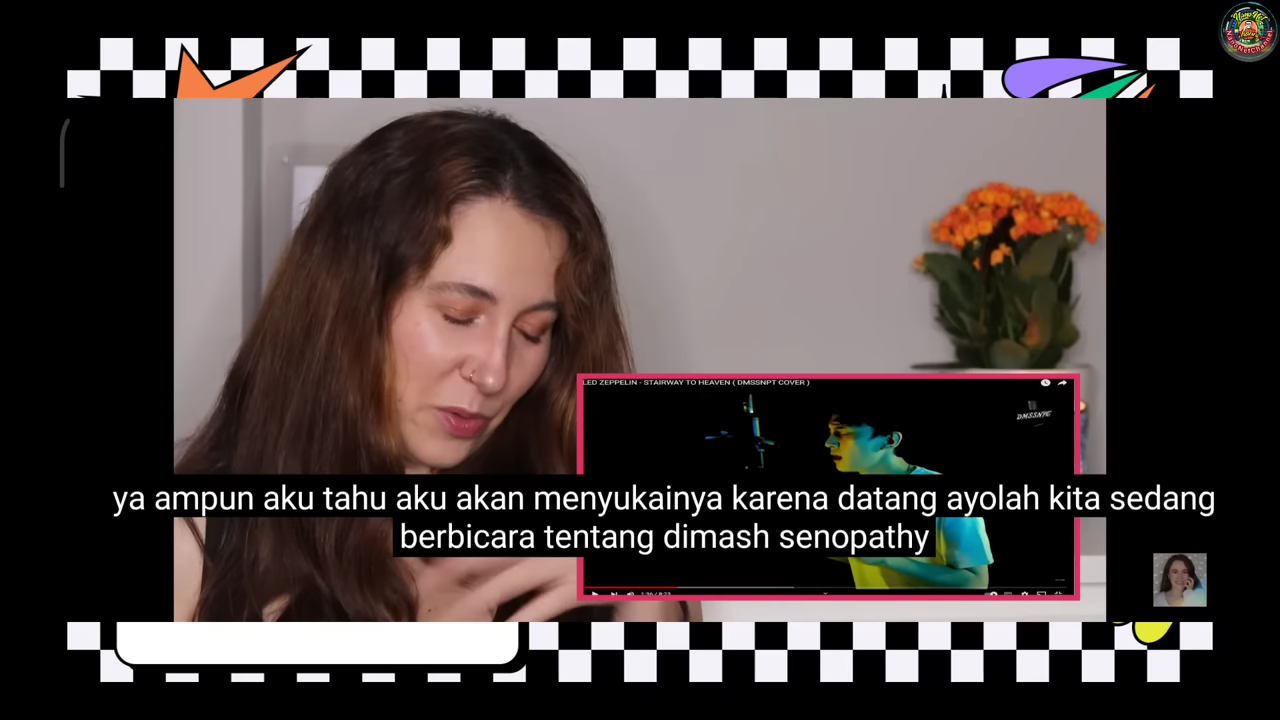 LED ZEPPELIN - STAIRWAY TO HEAVEN ( DMSSNPT COVER )
DMSSNPE
ya ampun aku tahu aku akan menyukainya karena datang ayolah kita sedang
berbicara tentang dimash senopathy